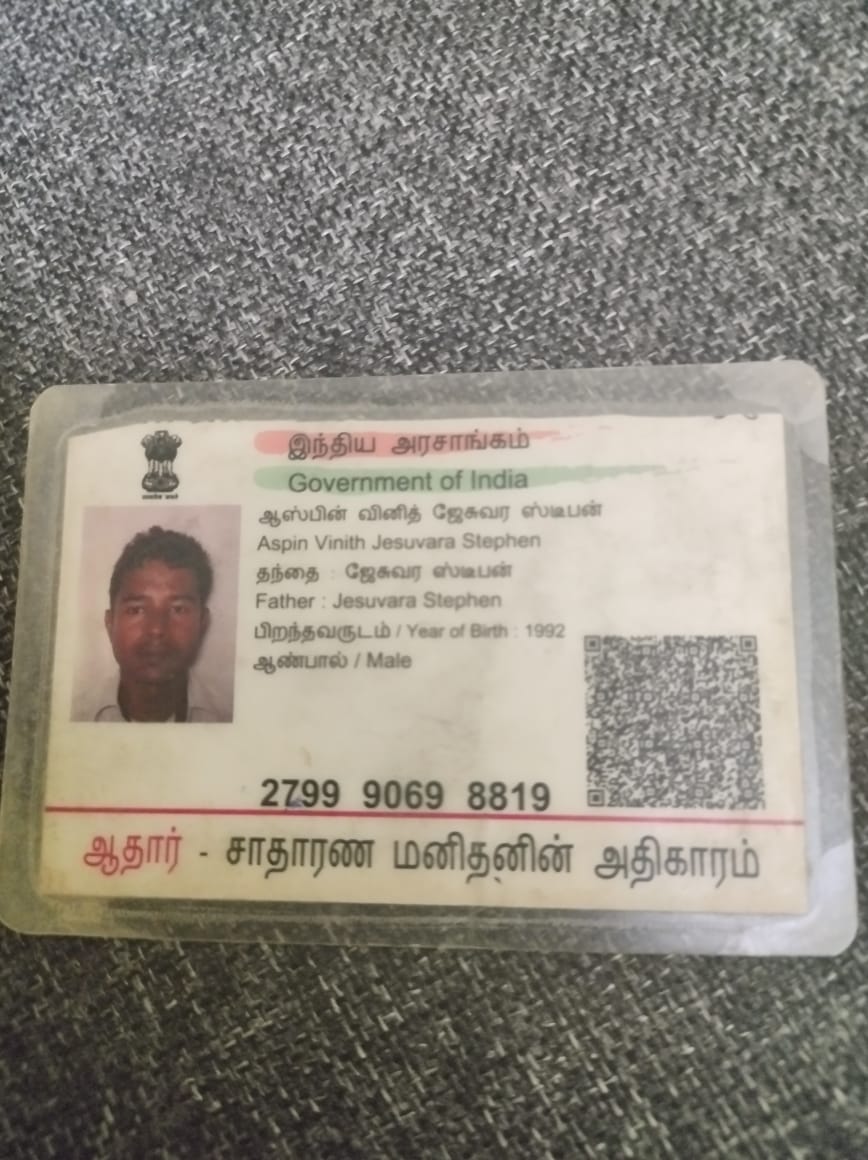 இந்திய அரசாங்கம்
Government of India
ஆஸ்பின் வினித் ஜேசுவர ஸ்டீபன்
Aspin Vinith Jesuvara Stephen
தந்தை : ஜேசுவர ஸ்டீபன்
Father : Jesuvara Stephen
பிறந்தவருடம் / Year of Birth : 1992
ஆண்பால் / Male
2799 9069 8819
ஆதார் - சாதாரண மனிதனின் அதிகாரம்